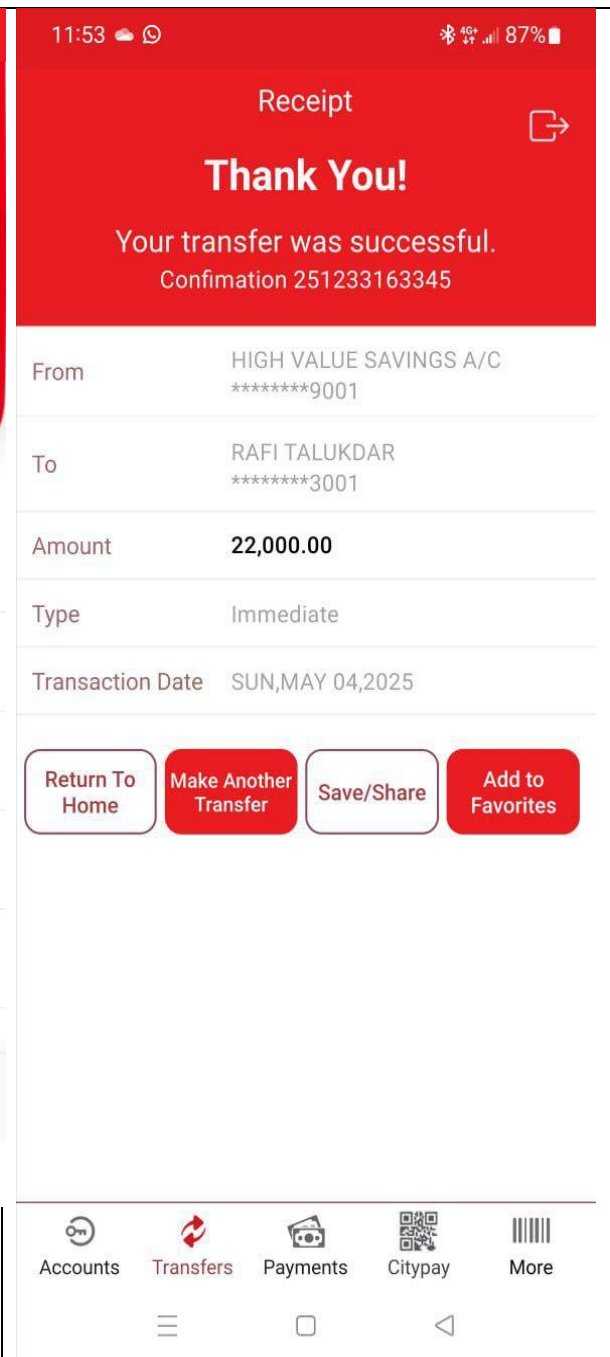 11:53 4G+ 87%
Receipt
Thank You!
Your transfer was successful.
Confimation 251233163345
From HIGH VALUE SAVINGS A/C
********9001
To RAFI TALUKDAR
********3001
Amount 22,000.00
Type Immediate
Transaction Date SUN,MAY 04,2025
Return To Home
Make Another Transfer
Save/Share
Add to Favorites
Accounts Transfers Payments Citypay More